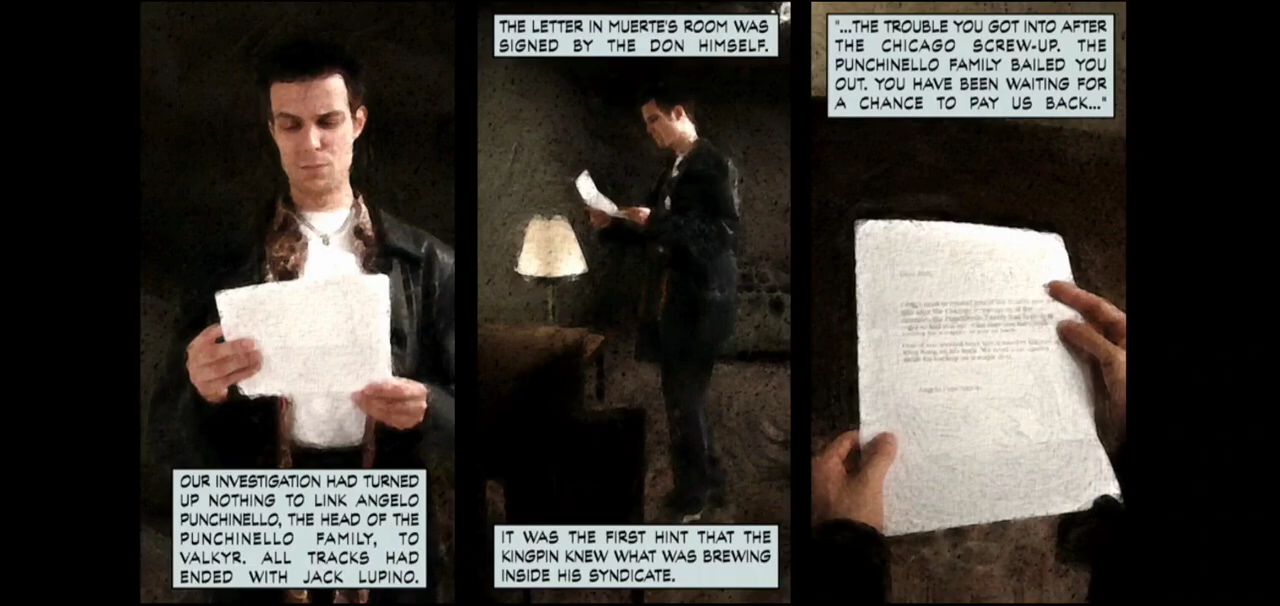 OUR INVESTIGATION HAD TURNED
UP NOTHING TO LINK ANGELO
PUNCHINELLO, THE HEAD OF THE
PUNCHINELLO FAMILY, TO
VALKYR. ALL TRACKS HAD
ENDED WITH JACK LUPINO.
THE LETTER IN MUERTE'S ROOM WAS
SIGNED BY THE DON HIMSELF.
IT WAS THE FIRST HINT THAT THE
KINGPIN KNEW WHAT WAS BREWING
INSIDE HIS SYNDICATE.
"...THE TROUBLE YOU GOT INTO AFTER
THE CHICAGO SCREW-UP. THE
PUNCHINELLO FAMILY BAILED YOU
OUT. YOU HAVE BEEN WAITING FOR
A CHANCE TO PAY US BACK..."